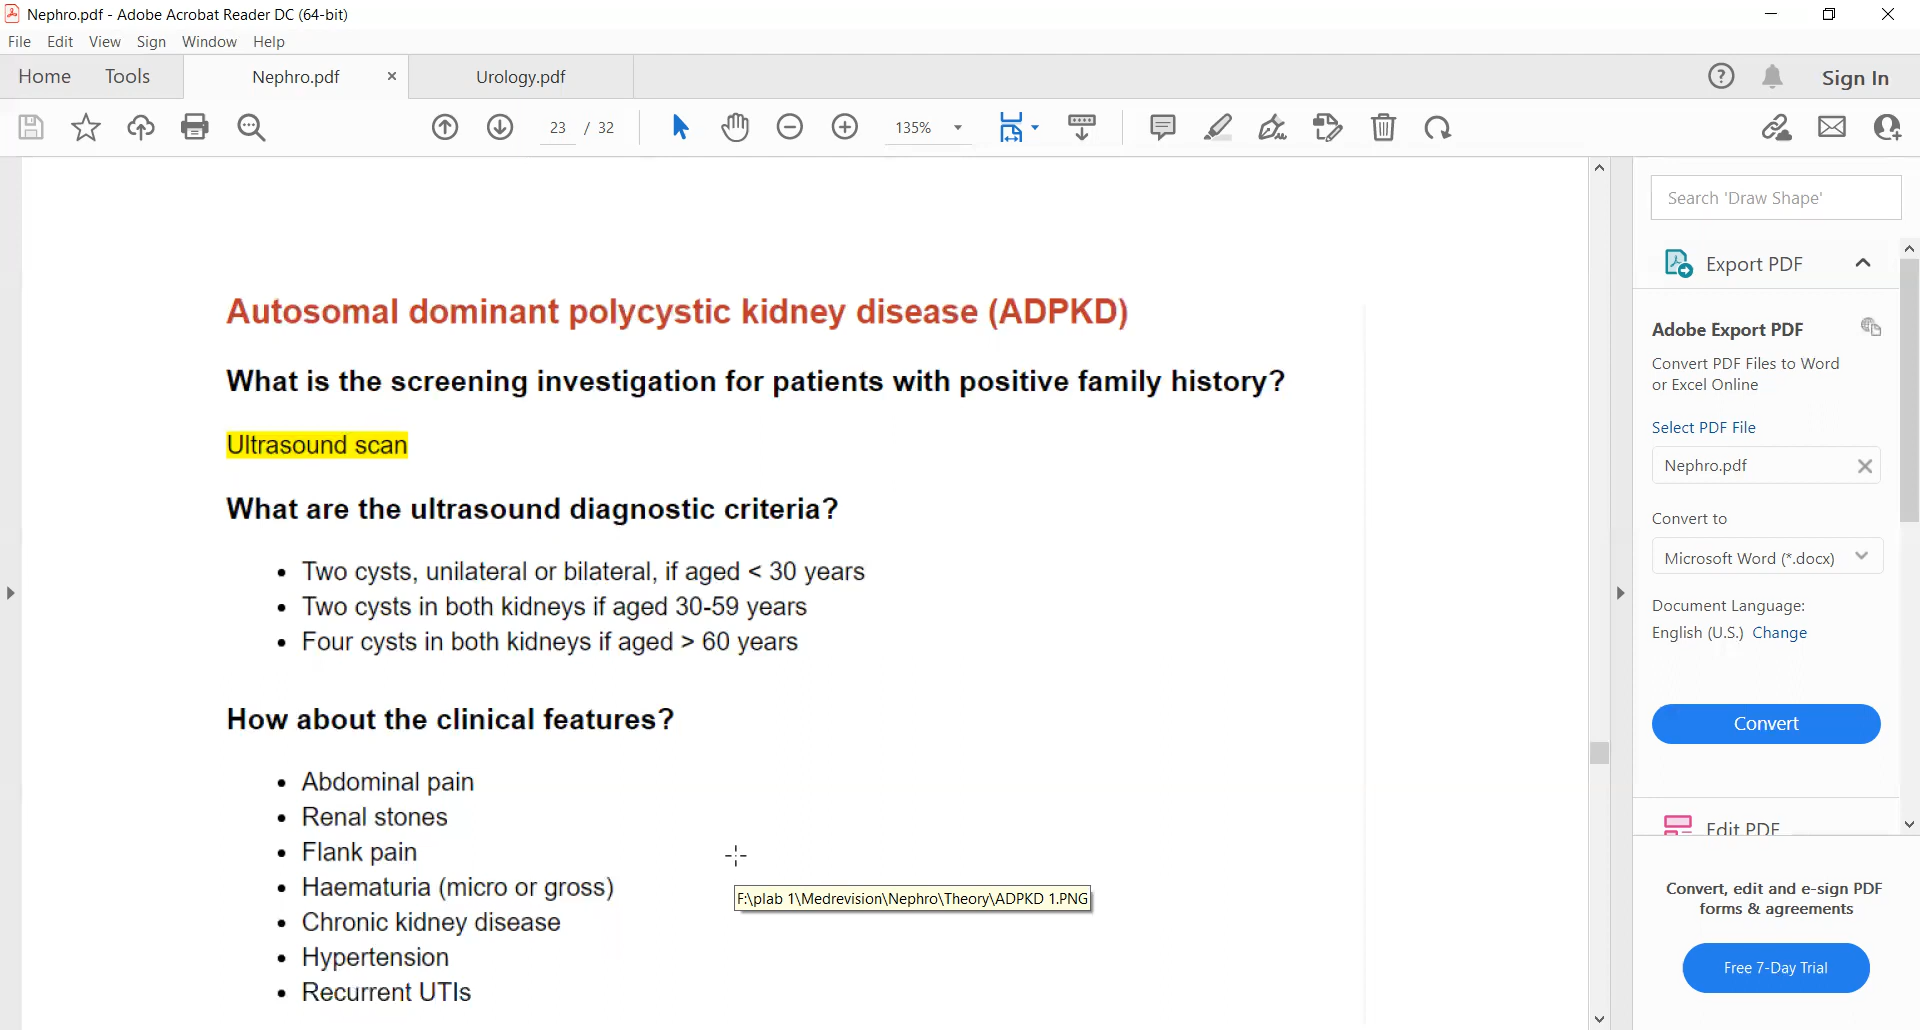 Nephro.pdf - Adobe Acrobat Reader DC (64-bit)
File Edit View Sign Window Help
Home Tools Nephro.pdf × Urology.pdf Sign In
23 / 32 135%
Autosomal dominant polycystic kidney disease (ADPKD)
What is the screening investigation for patients with positive family history?
Ultrasound scan
What are the ultrasound diagnostic criteria?
• Two cysts, unilateral or bilateral, if aged < 30 years
• Two cysts in both kidneys if aged 30-59 years
• Four cysts in both kidneys if aged > 60 years
How about the clinical features?
• Abdominal pain
• Renal stones
• Flank pain
• Haematuria (micro or gross)
F:\plab 1\Medrevision\Nephro\Theory\ADPKD 1.PNG
• Chronic kidney disease
• Hypertension
• Recurrent UTIs
Search 'Draw Shape'
Export PDF
Adobe Export PDF
Convert PDF Files to Word
or Excel Online
Select PDF File
Nephro.pdf
Convert to
Microsoft Word (*.docx)
Document Language:
English (U.S.) Change
Convert
Edit PDF
Convert, edit and e-sign PDF
forms & agreements
Free 7-Day Trial